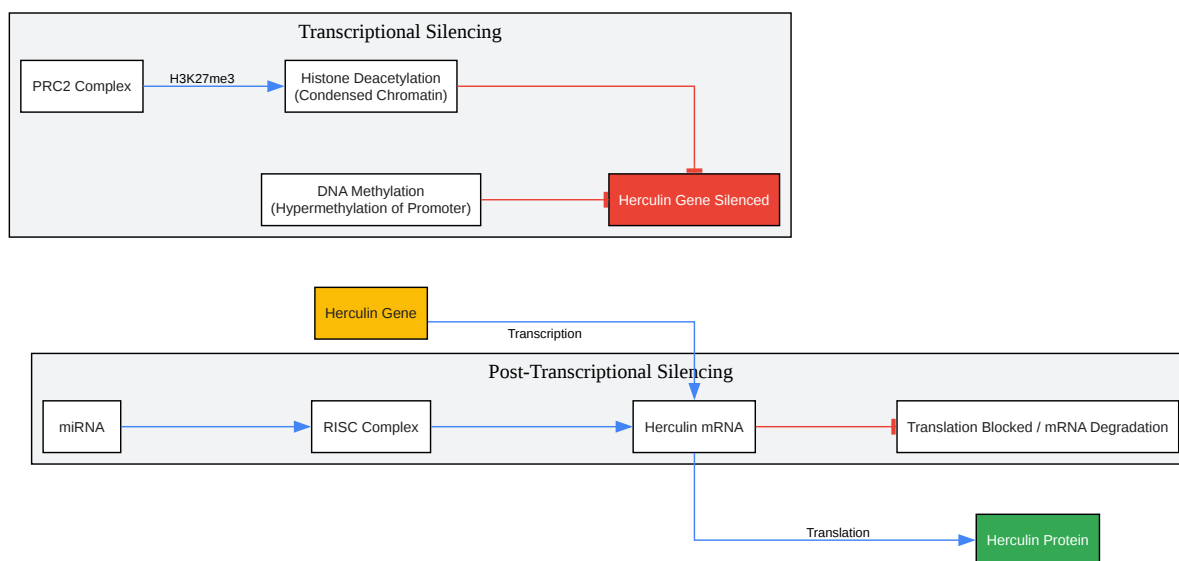 Transcriptional Silencing
PRC2 Complex
H3K27me3
Histone Deacetylation
(Condensed Chromatin)
DNA Methylation
(Hypermethylation of Promoter)
Herculin Gene Silenced
Herculin Gene
Transcription
Post-Transcriptional Silencing
miRNA
RISC Complex
Herculin mRNA
Translation Blocked / mRNA Degradation
Translation
Herculin Protein